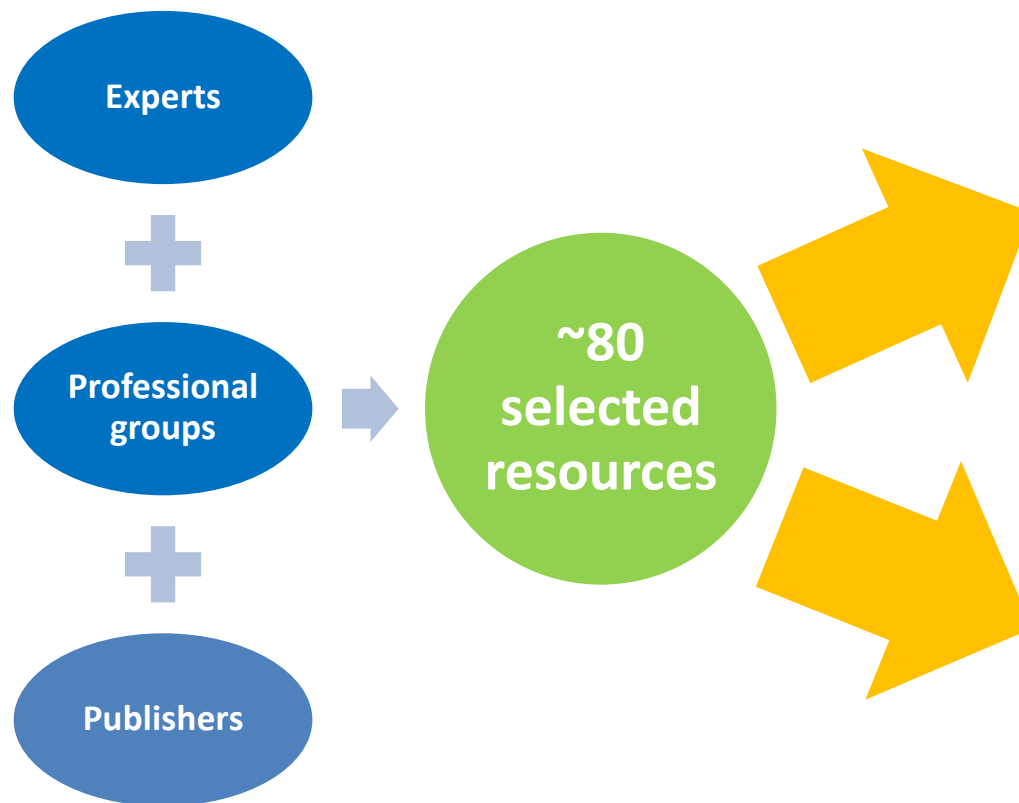 Experts
Professional
groups
Publishers
~80
selected
resources